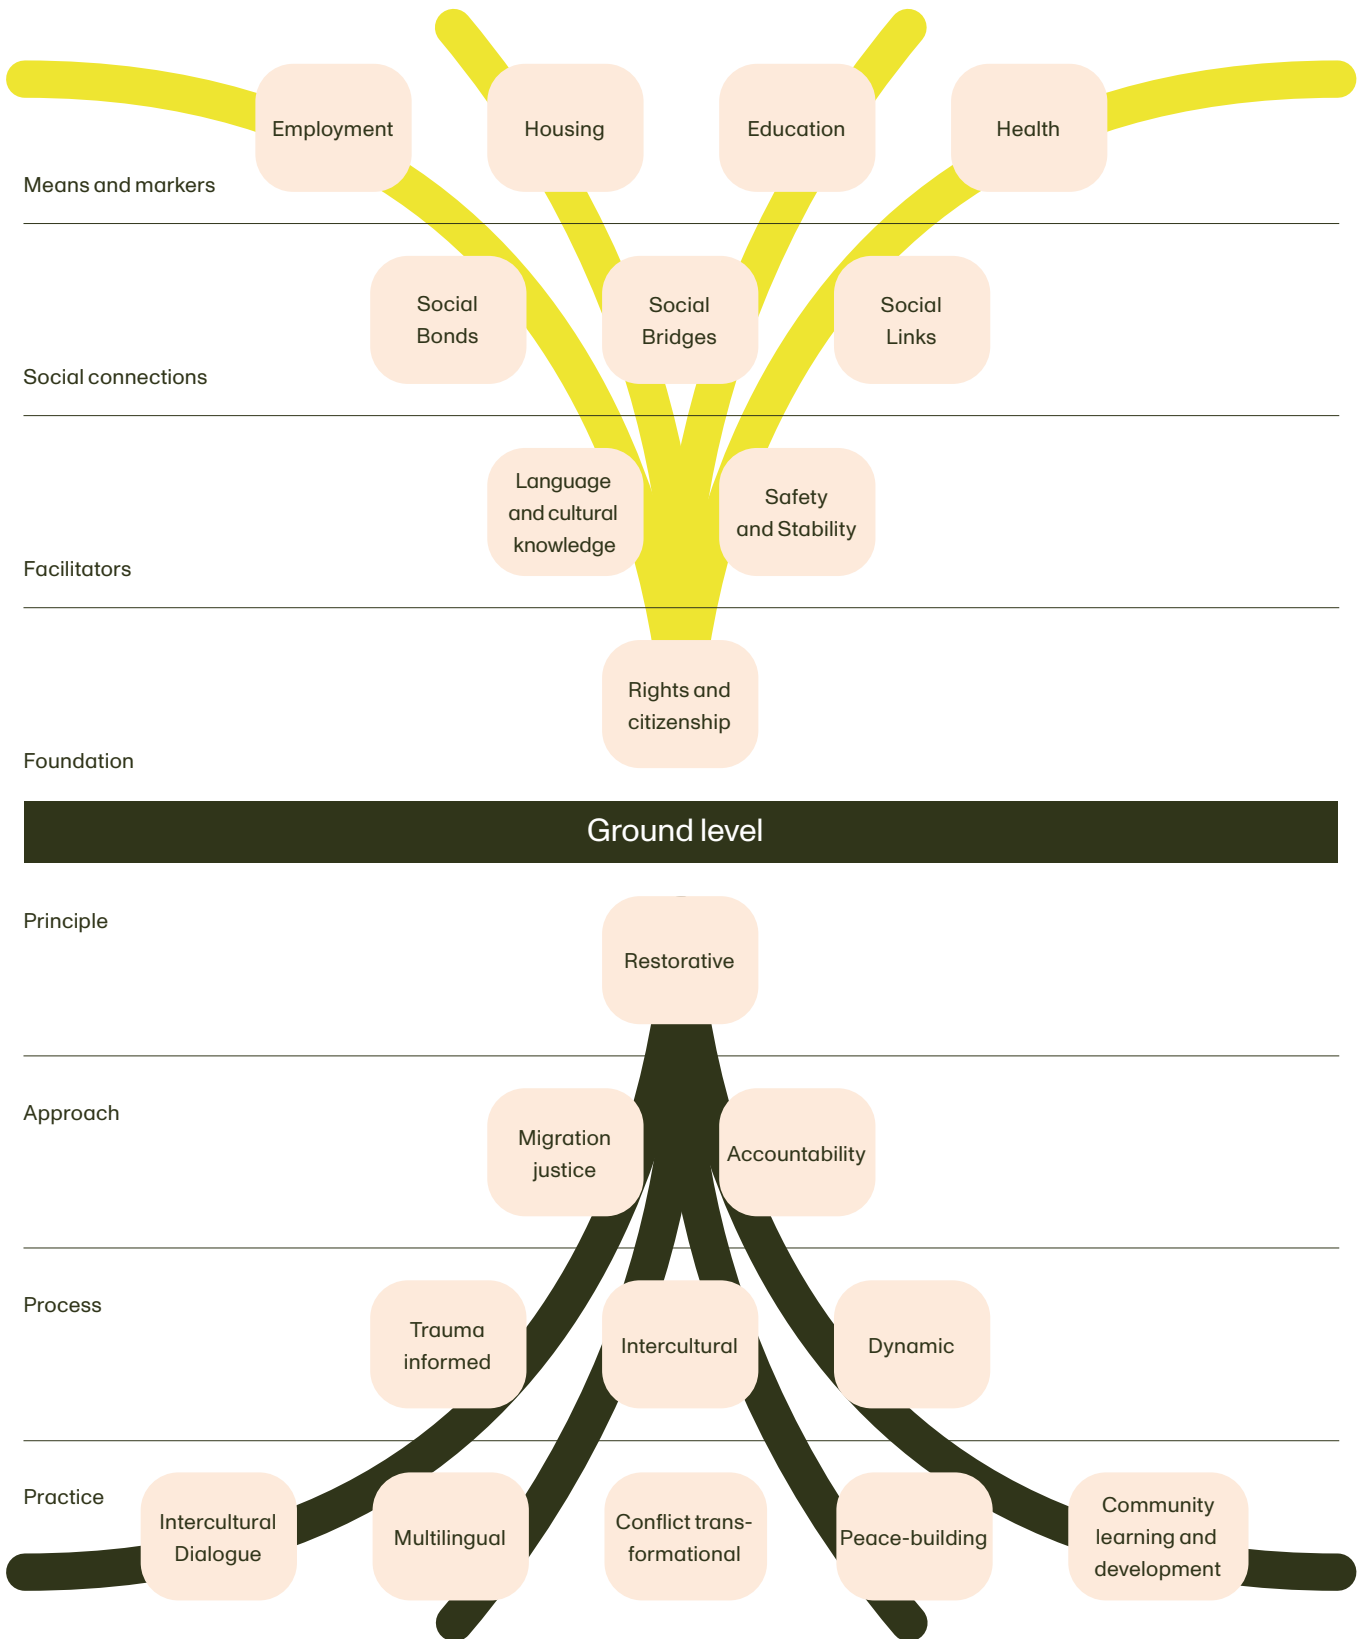 Employment
Housing
Education
Health
Means and markers
Social
Bonds
Social
Bridges
Social
Links
Social connections
Language
and cultural
knowledge
Safety
and Stability
Facilitators
Rights and
citizenship
Foundation
Ground level
Principle
Restorative
Approach
Migration
justice
Accountability
Process
Trauma
informed
Intercultural
Dynamic
Practice
Intercultural
Dialogue
Multilingual
Conflict trans-
formational
Peace-building
Community
learning and
development